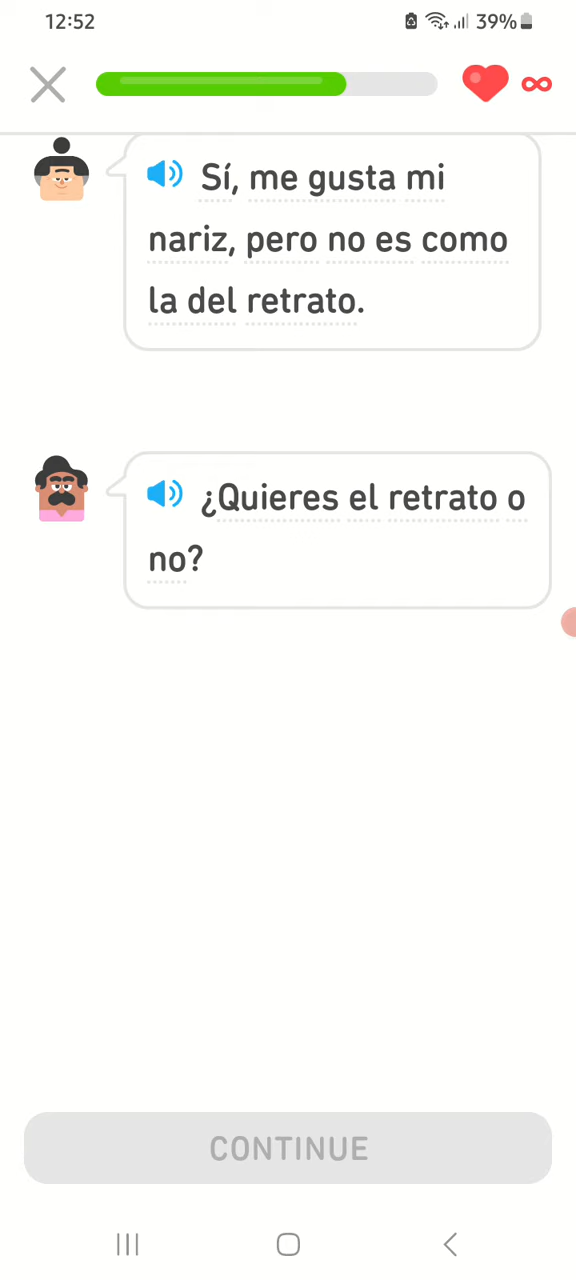 12:52
39%
Sí, me gusta mi
nariz, pero no es como
la del retrato.
¿Quieres el retrato o
no?
CONTINUE